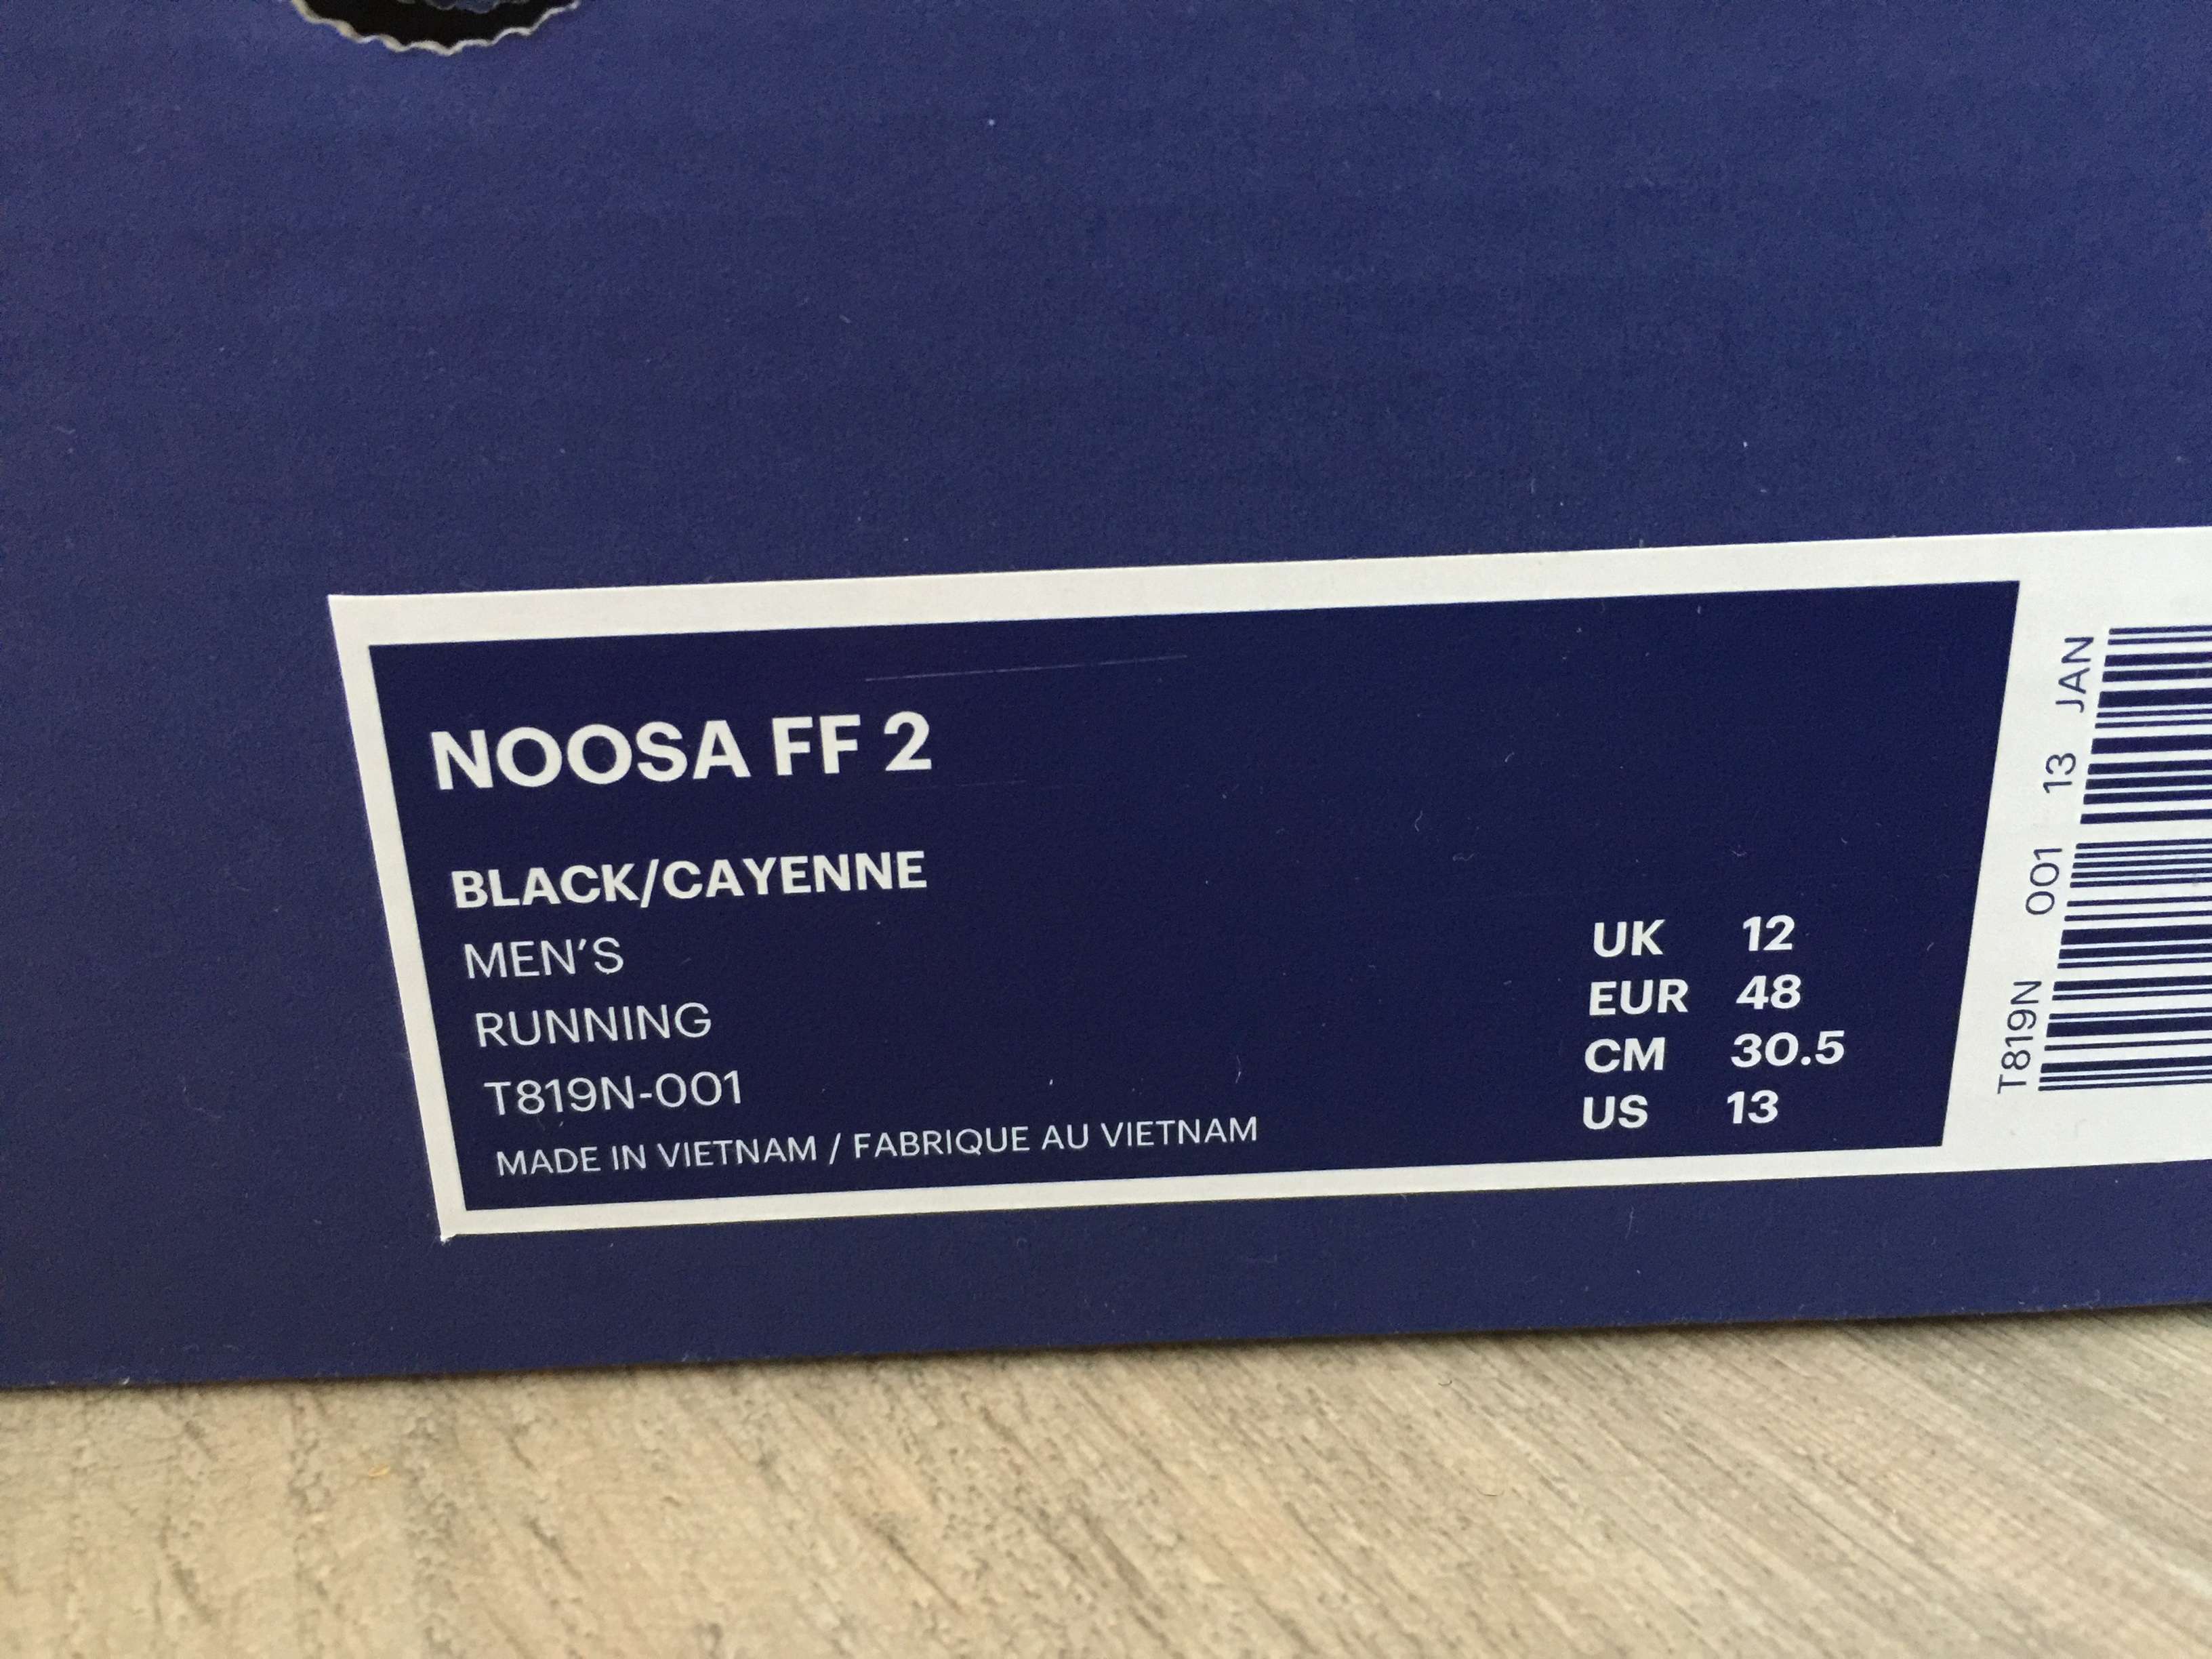 NOOSA FF 2
BLACK/CAYENNE
MEN'S
RUNNING
T819N-001
MADE IN VIETNAM / FABRIQUE AU VIETNAM
UK 12
EUR 48
CM 30.5
US 13
T819N 001 13 JAN